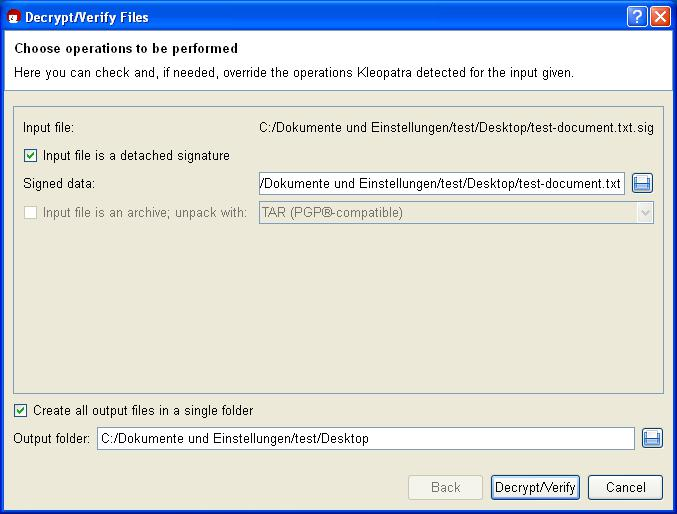 Decrypt/Verify Files
Choose operations to be performed
Here you can check and, if needed, override the operations Kleopatra detected for the input given.
Input file: C:/Dokumente und Einstellungen/test/Desktop/test-document.txt.sig
Input file is a detached signature
Signed data: /Dokumente und Einstellungen/test/Desktop/test-document.txt
Input file is an archive; unpack with: TAR (PGP®-compatible)
Create all output files in a single folder
Output folder: C:/Dokumente und Einstellungen/test/Desktop
Back Decrypt/Verify Cancel